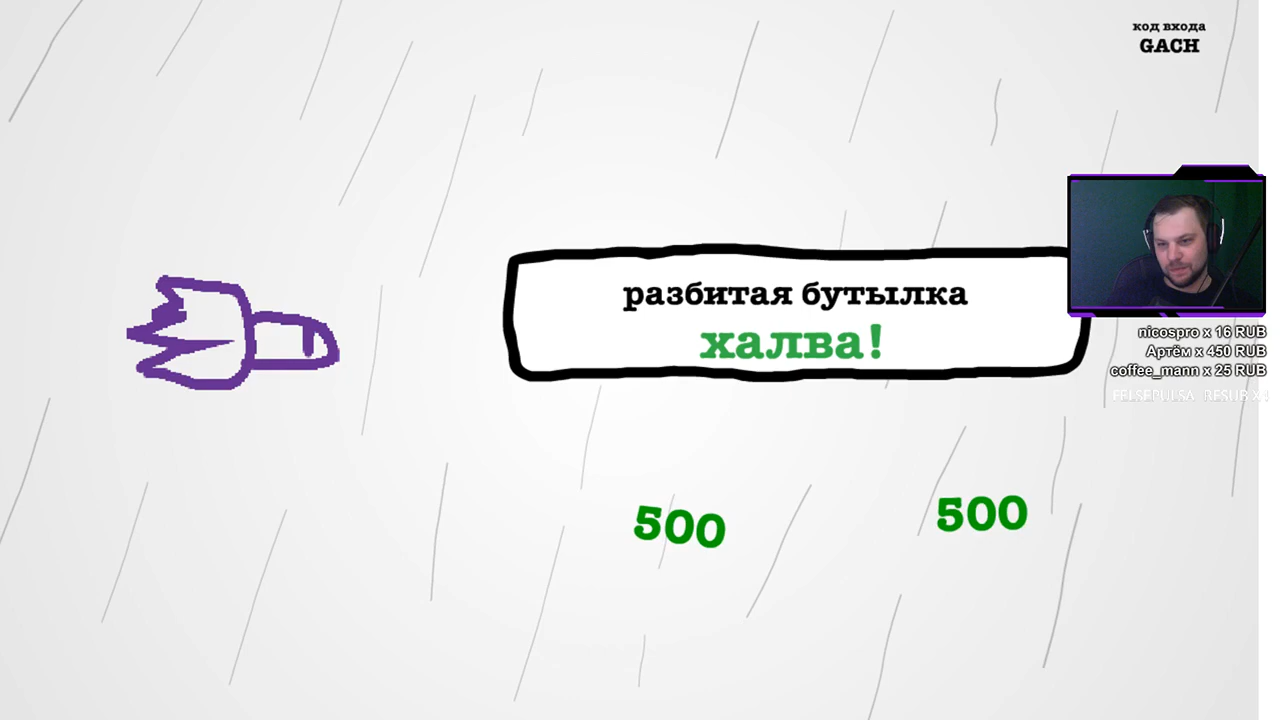 код входа
GACH
разбитая бутылка
халва!
nicospro x 16 RUB
Артём x 450 RUB
coffee_mann x 25 RUB
500
500